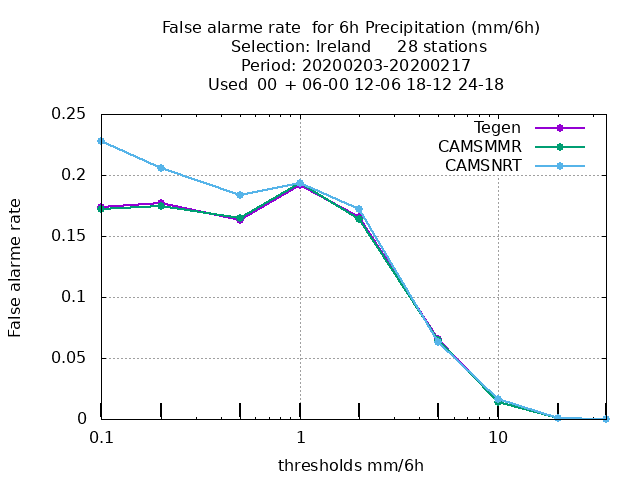 False alarme rate  for 6h Precipitation (mm/6h)
Selection: Ireland     28 stations
Period: 20200203-20200217
Used  00  + 06-00 12-06 18-12 24-18
Tegen
CAMSMMR
CAMSNRT
0.25
0.2
0.15
0.1
0.05
0
False alarme rate
0.1 1 10
thresholds mm/6h